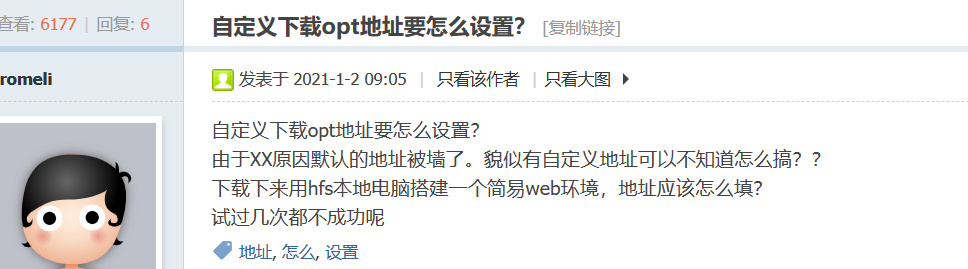 查看: 6177 | 回复: 6
自定义下载opt地址要怎么设置? [复制链接]
romeli
发表于 2021-1-2 09:05 | 只看该作者 | 只看大图
自定义下载opt地址要怎么设置?
由于XX原因默认的地址被墙了。貌似有自定义地址可以不知道怎么搞？？
下载下来用hfs本地电脑搭建一个简易web环境，地址应该怎么填?
试过几次都不成功呢
地址, 怎么, 设置